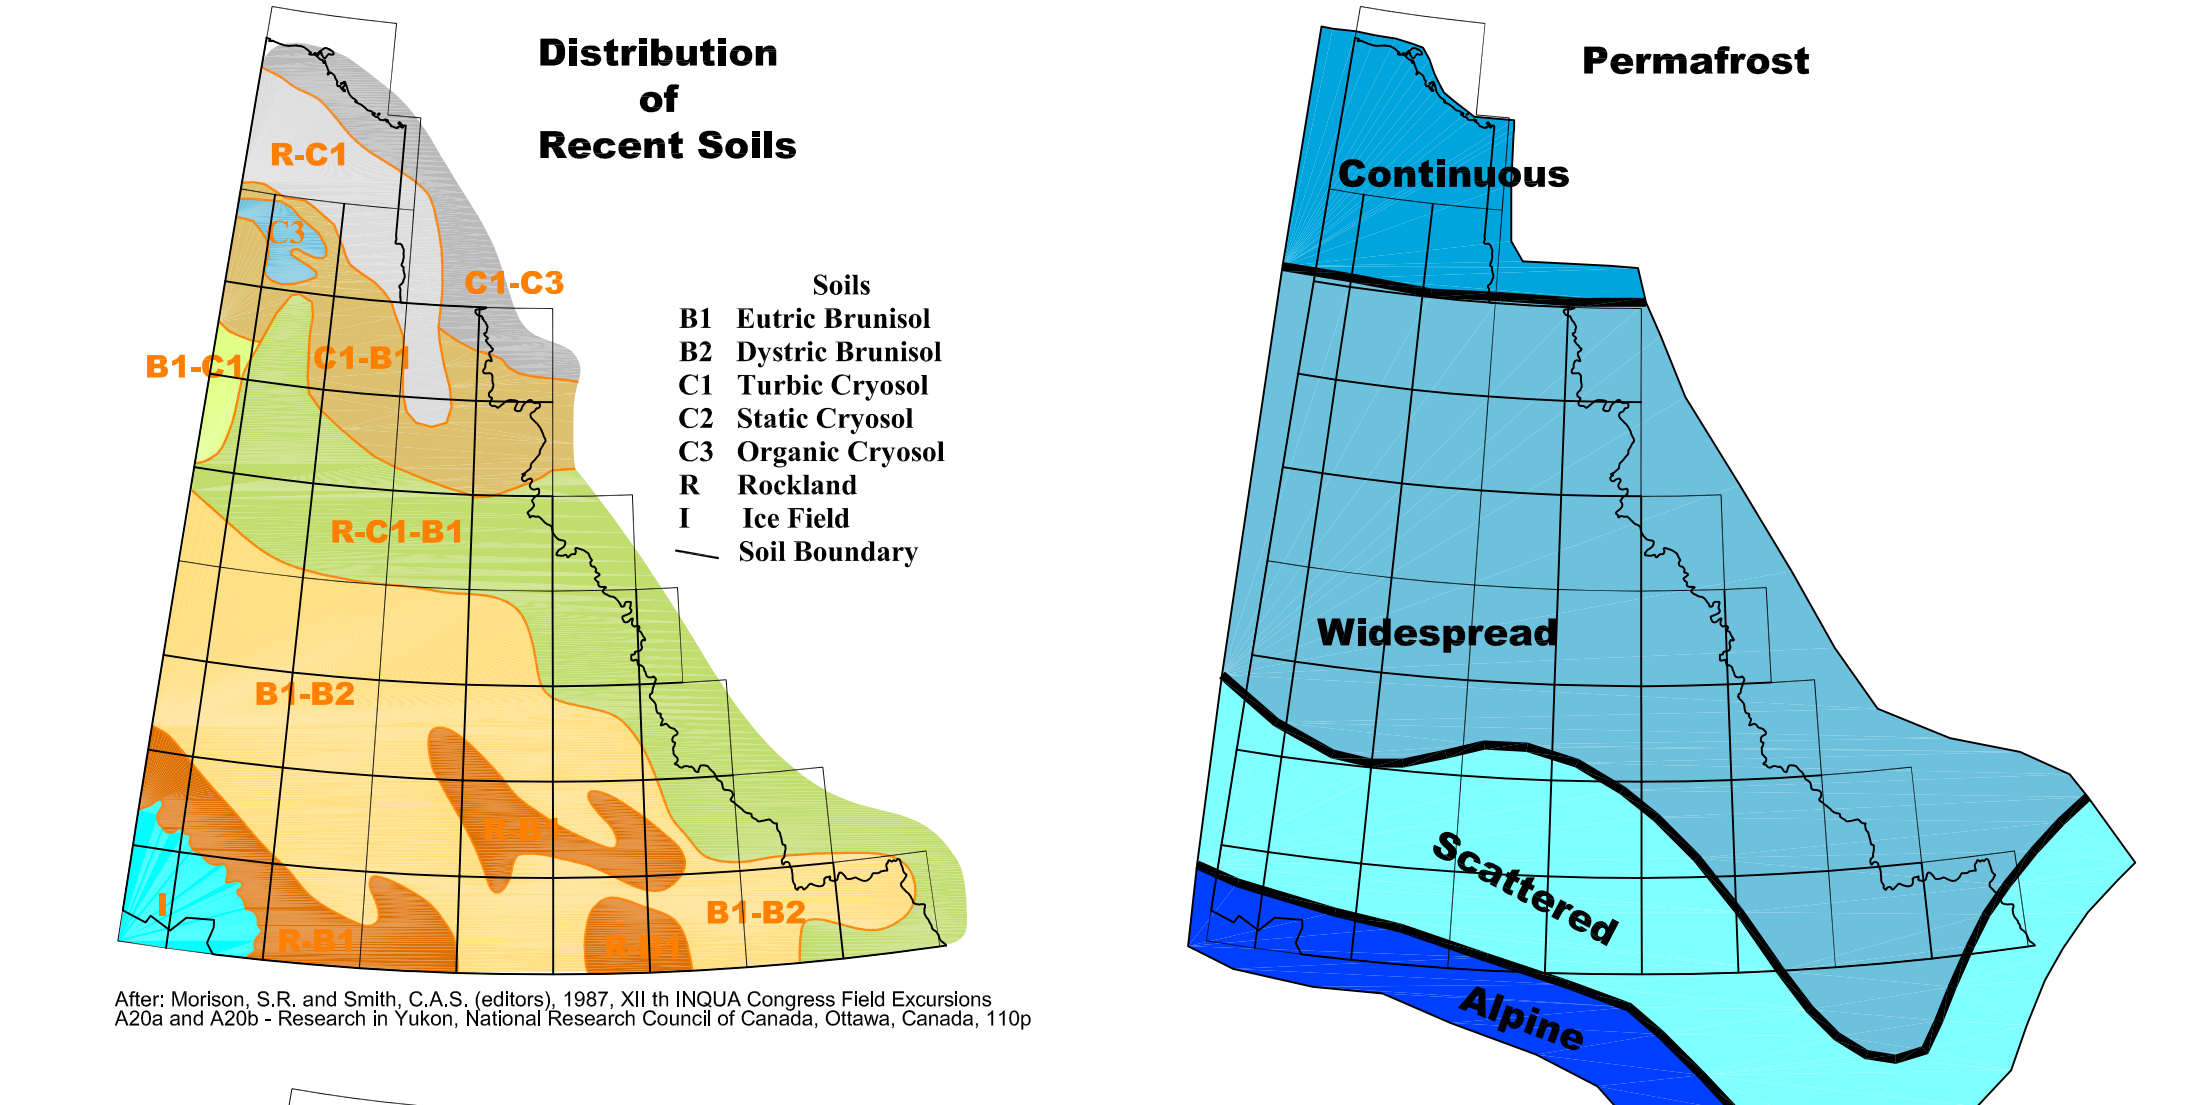 Distribution
of
Recent Soils
R-C1
C3
C1-C3
B1-C1
C1-B1
R-C1-B1
B1-B2
R-B1
B1-B2
I
R-B1
R-B1
Soils
B1 Eutric Brunisol
B2 Dystric Brunisol
C1 Turbic Cryosol
C2 Static Cryosol
C3 Organic Cryosol
R Rockland
I Ice Field
Soil Boundary
After: Morison, S.R. and Smith, C.A.S. (editors), 1987, XII th INQUA Congress Field Excursions
A20a and A20b - Research in Yukon, National Research Council of Canada, Ottawa, Canada, 110p
Permafrost
Continuous
Widespread
Scattered
Alpine